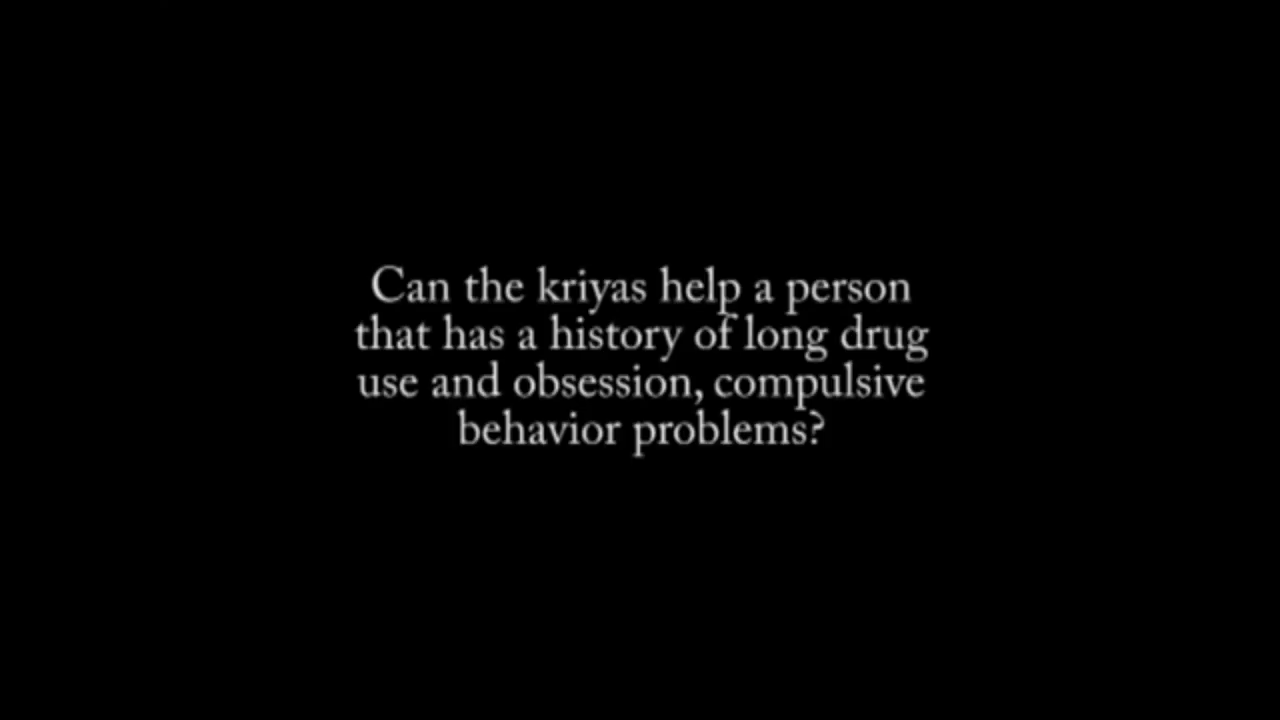 Can the kriyas help a person
that has a history of long drug
use and obsession, compulsive
behavior problems?